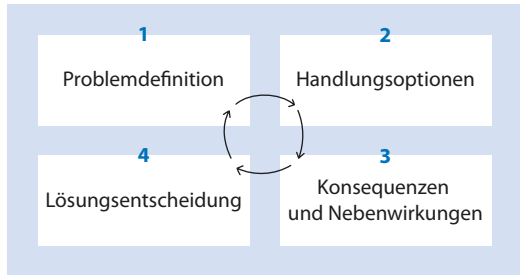 1
Problemdefinition
2
Handlungsoptionen
3
Konsequenzen
und Nebenwirkungen
4
Lösungsentscheidung